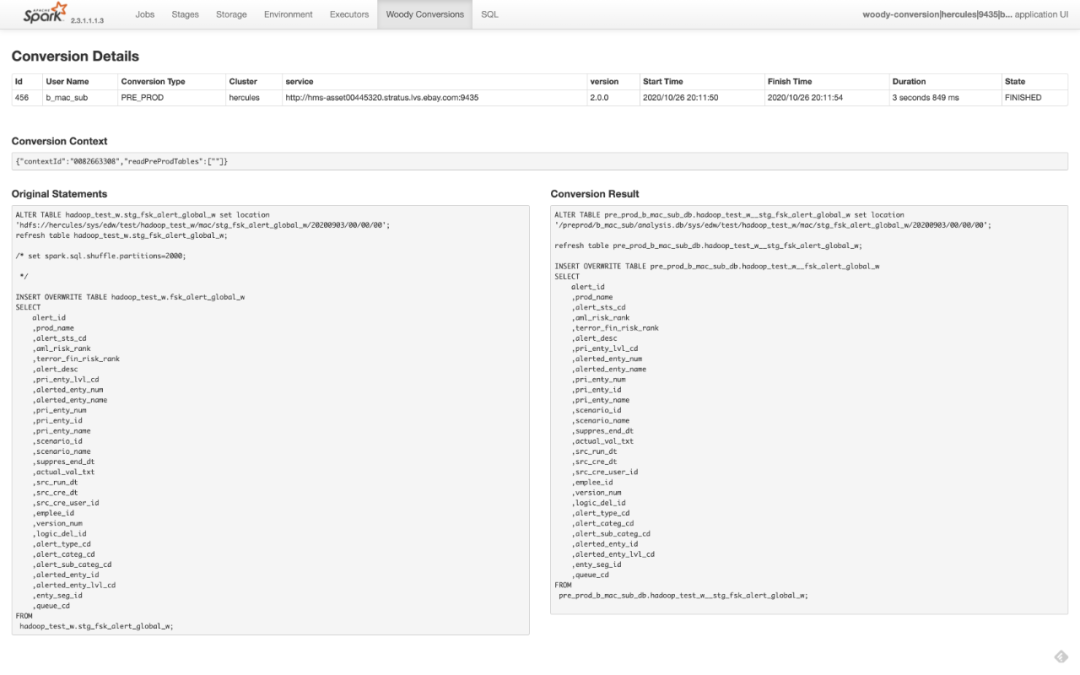 APACHE
Spark 2.3.1.1.1.3
Jobs Stages Storage Environment Executors Woody Conversions SQL
woody-conversion|hercules|9435|b... application UI
Conversion Details
Id User Name Conversion Type Cluster service version Start Time Finish Time Duration State
456 b_mac_sub PRE_PROD hercules http://hms-asset00445320.stratus.lvs.ebay.com:9435 2.0.0 2020/10/26 20:11:50 2020/10/26 20:11:54 3 seconds 849 ms FINISHED
Conversion Context
{"contextId":"0082663308","readPreProdTables":[""]}
Original Statements
ALTER TABLE hadoop_test_w.stg_fsk_alert_global_w set location
'hdfs://hercules/sys/edw/test/hadoop_test_w/mac/stg_fsk_alert_global_w/20200903/00/00/00';
refresh table hadoop_test_w.stg_fsk_alert_global_w;
/* set spark.sql.shuffle.partitions=2000;
*/
INSERT OVERWRITE TABLE hadoop_test_w.fsk_alert_global_w
SELECT
alert_id
,prod_name
,alert_sts_cd
,aml_risk_rank
,terror_fin_risk_rank
,alert_desc
,pri_enty_lvl_cd
,alerted_enty_num
,alerted_enty_name
,pri_enty_num
,pri_enty_id
,pri_enty_name
,scenario_id
,scenario_name
,suppres_end_dt
,actual_val_txt
,src_run_dt
,src_cre_dt
,src_cre_user_id
,emplee_id
,version_num
,logic_del_id
,alert_type_cd
,alert_categ_cd
,alert_sub_categ_cd
,alerted_enty_id
,alerted_enty_lvl_cd
,enty_seg_id
,queue_cd
FROM
hadoop_test_w.stg_fsk_alert_global_w;
Conversion Result
ALTER TABLE pre_prod_b_mac_sub_db.hadoop_test_w__stg_fsk_alert_global_w set location
'/preprod/b_mac_sub/analysis.db/sys/edw/test/hadoop_test_w/mac/stg_fsk_alert_global_w/20200903/00/00/00';
refresh table pre_prod_b_mac_sub_db.hadoop_test_w__stg_fsk_alert_global_w;
INSERT OVERWRITE TABLE pre_prod_b_mac_sub_db.hadoop_test_w__fsk_alert_global_w
SELECT
alert_id
,prod_name
,alert_sts_cd
,aml_risk_rank
,terror_fin_risk_rank
,alert_desc
,pri_enty_lvl_cd
,alerted_enty_num
,alerted_enty_name
,pri_enty_num
,pri_enty_id
,pri_enty_name
,scenario_id
,scenario_name
,suppres_end_dt
,actual_val_txt
,src_run_dt
,src_cre_dt
,src_cre_user_id
,emplee_id
,version_num
,logic_del_id
,alert_type_cd
,alert_categ_cd
,alert_sub_categ_cd
,alerted_enty_id
,alerted_enty_lvl_cd
,enty_seg_id
,queue_cd
FROM
pre_prod_b_mac_sub_db.hadoop_test_w__stg_fsk_alert_global_w;